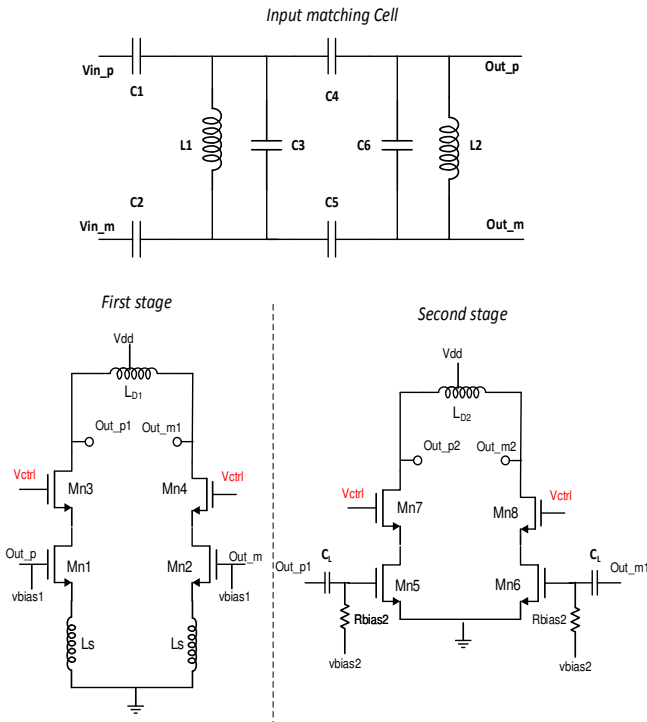 Input matching Cell
Vin_p
C1
C4
Out_p
L1
C3
C6
L2
C2
C5
Vin_m
Out_m
First stage
Vdd
LD1
Out_p1
Out_m1
Vctrl
Mn3
Mn4
Vctrl
Out_p
Mn1
vbias1
Mn2
Out_m
vbias1
Ls
Ls
Second stage
Vdd
LD2
Out_p2
Out_m2
Vctrl
Mn7
Mn8
Vctrl
CL
Out_p1
Mn5
Mn6
CL
Out_m1
Rbias2
Rbias2
vbias2
vbias2